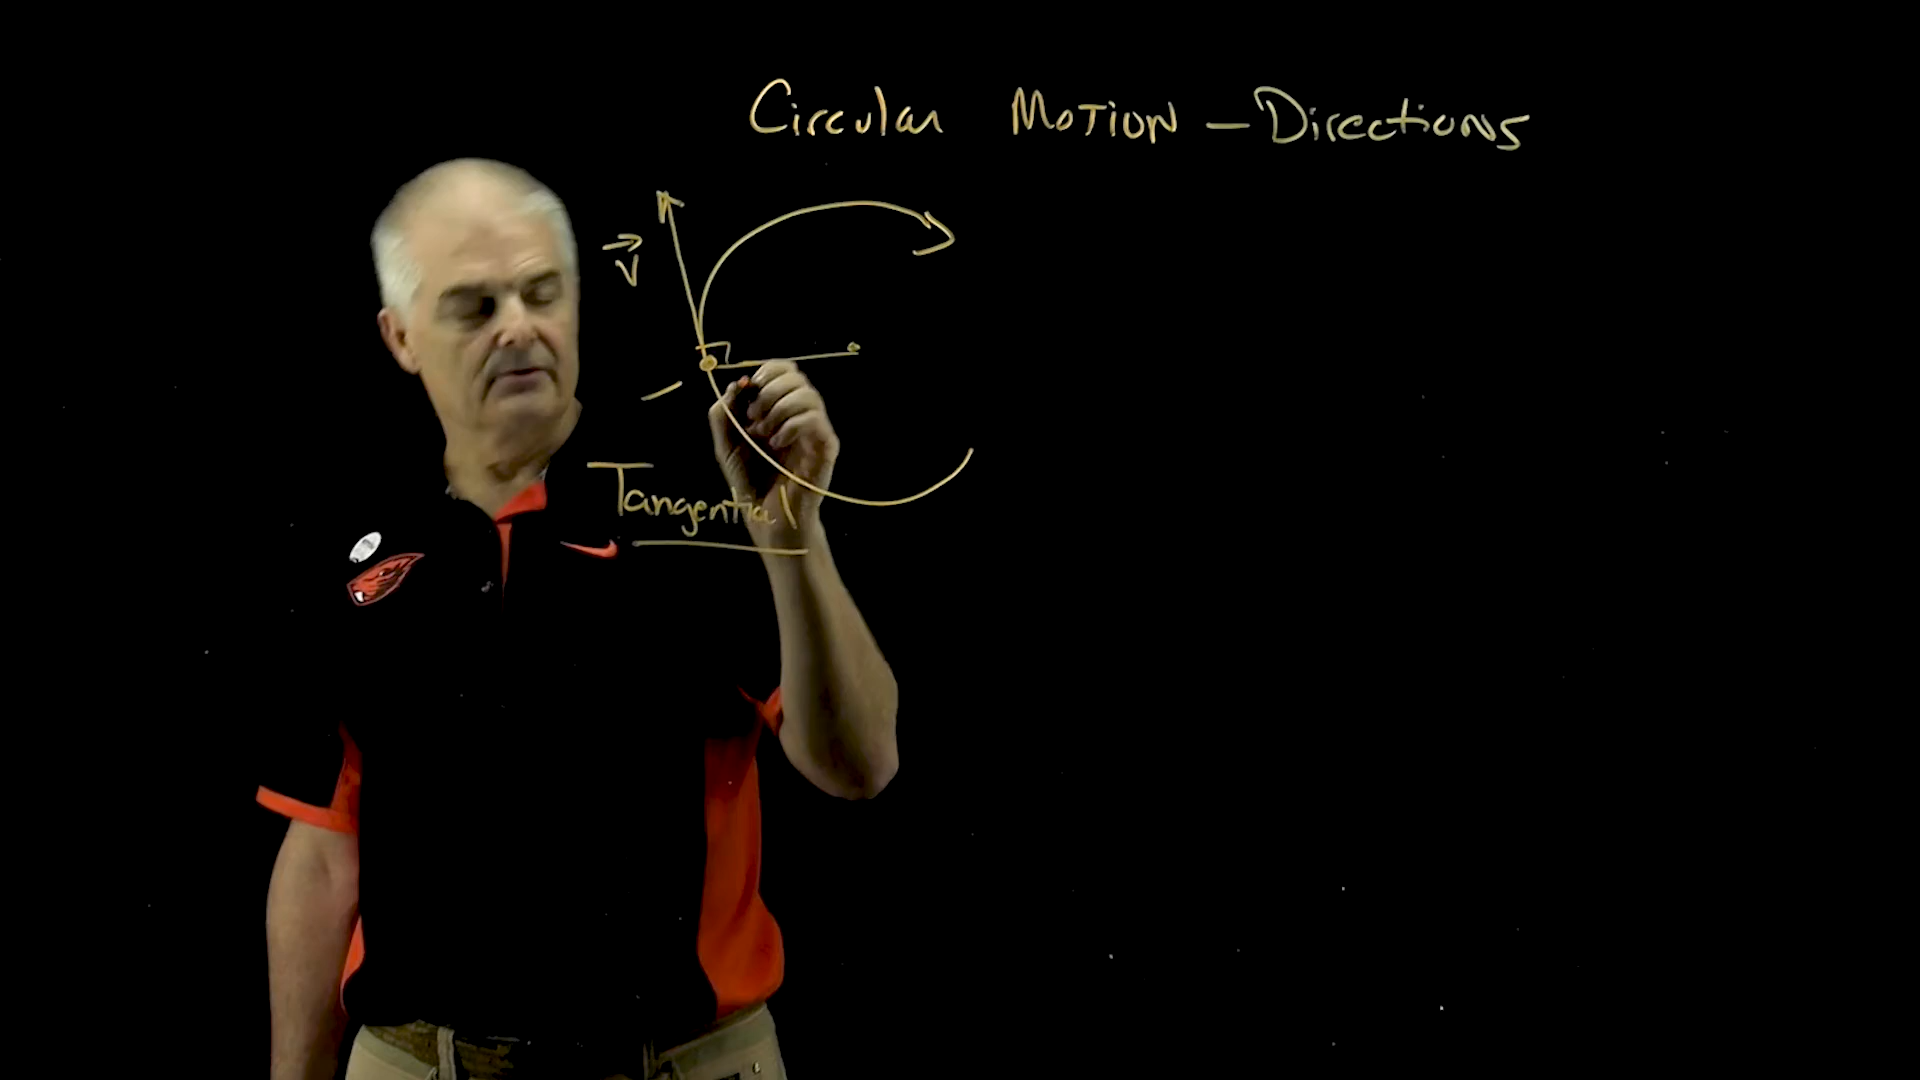 Circular Motion - Directions
v
Tangential